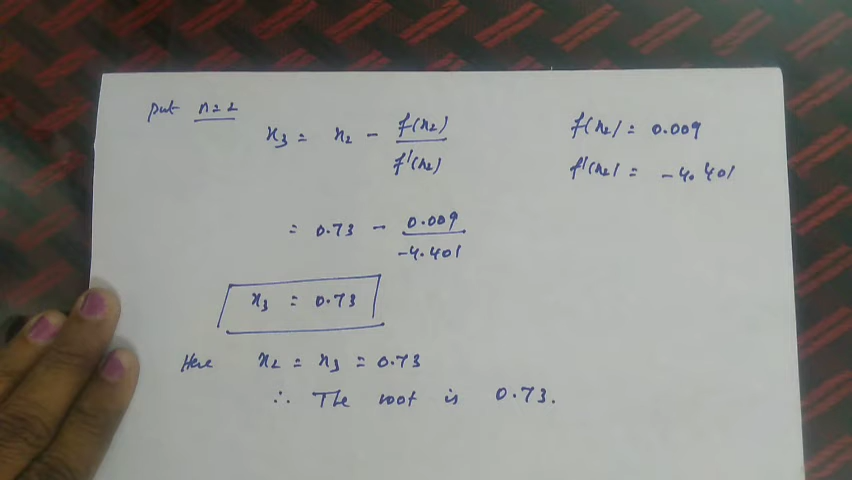 put n = 2
x₃ = x₂ - f(x₂) / f'(x₂)
f(x₂) = 0.009
f'(x₂) = -4.401
= 0.73 - 0.009 / -4.401
x₃ = 0.73
Here x₂ = x₃ = 0.73
∴ The root is 0.73.